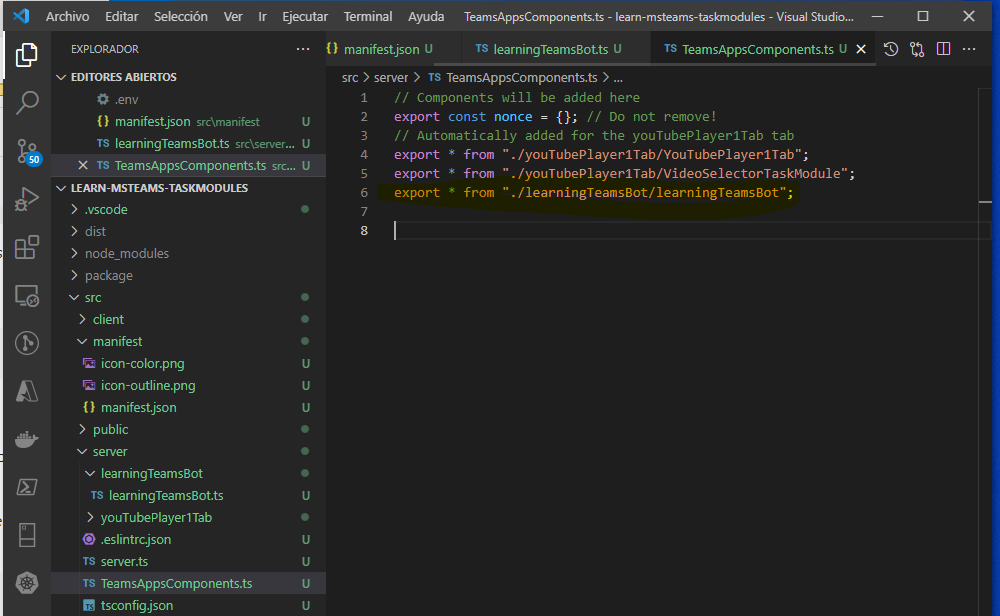 Archivo Editar Selección Ver Ir Ejecutar Terminal Ayuda TeamsAppsComponents.ts - learn-msteams-taskmodules - Visual Studio...
EXPLORADOR ...
EDITORES ABIERTOS
.env
{} manifest.json src\manifest U
TS learningTeamsBot.ts src\server... U
TS TeamsAppsComponents.ts src... U
LEARN-MSTEAMS-TASKMODULES
.vscode
dist
node_modules
package
src
client
manifest
icon-color.png U
icon-outline.png U
{} manifest.json U
public
server
learningTeamsBot
TS learningTeamsBot.ts U
youTubePlayer1Tab
.eslintrc.json U
TS server.ts U
TS TeamsAppsComponents.ts U
TS tsconfig.json U
50
{} manifest.json U
TS learningTeamsBot.ts U
TS TeamsAppsComponents.ts U
src > server > TS TeamsAppsComponents.ts > ...
1 // Components will be added here
2 export const nonce = {}; // Do not remove!
3 // Automatically added for the youTubePlayer1Tab tab
4 export * from "./youTubePlayer1Tab/YouTubePlayer1Tab";
5 export * from "./youTubePlayer1Tab/VideoSelectorTaskModule";
6 export * from "./learningTeamsBot/learningTeamsBot";
7
8